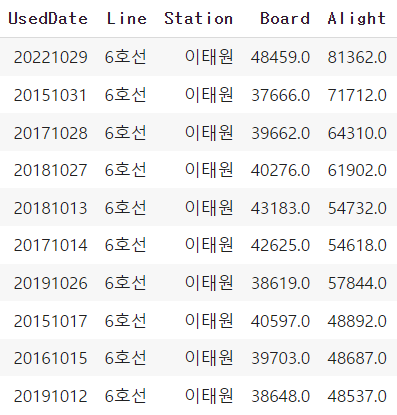 UsedDate Line Station Board Alight
20221029 6호선 이태원 48459.0 81362.0
20151031 6호선 이태원 37666.0 71712.0
20171028 6호선 이태원 39662.0 64310.0
20181027 6호선 이태원 40276.0 61902.0
20181013 6호선 이태원 43183.0 54732.0
20171014 6호선 이태원 42625.0 54618.0
20191026 6호선 이태원 38619.0 57844.0
20151017 6호선 이태원 40597.0 48892.0
20161015 6호선 이태원 39703.0 48687.0
20191012 6호선 이태원 38648.0 48537.0